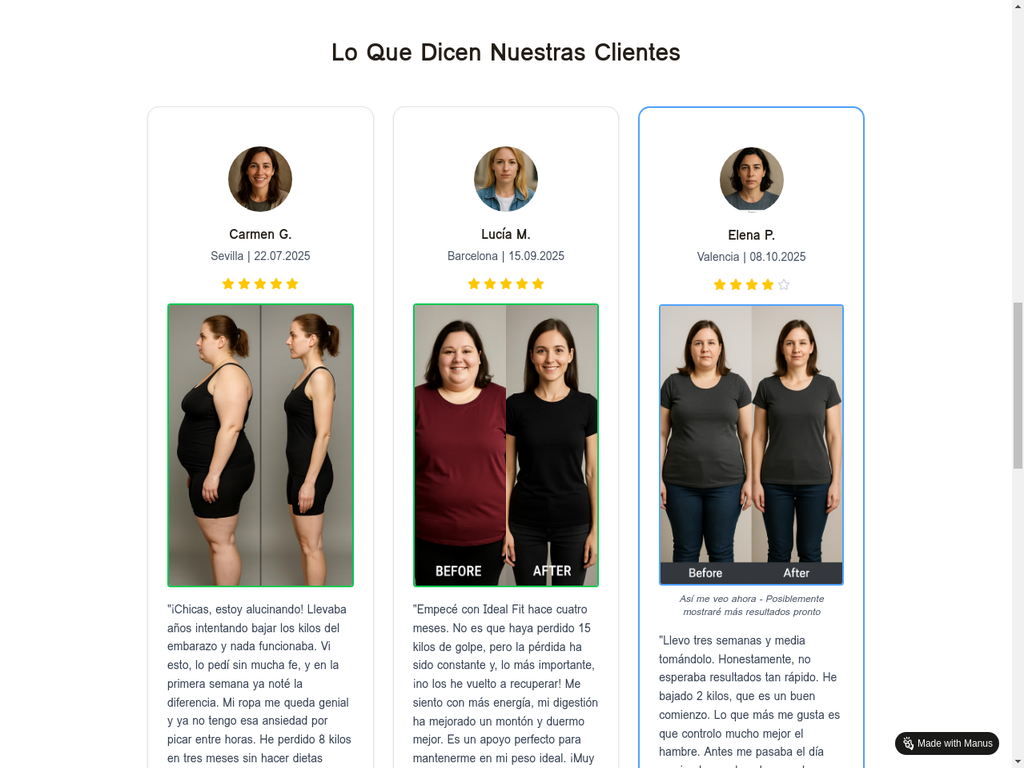 Lo Que Dicen Nuestras Clientes
Carmen G.
Sevilla | 22.07.2025
"¡Chicas, estoy alucinando! Llevaba
años intentando bajar los kilos del
embarazo y nada funcionaba. Vi
esto, lo pedí sin mucha fe, y en la
primera semana ya noté la
diferencia. Mi ropa me queda genial
y ya no tengo esa ansiedad por
picar entre horas. He perdido 8 kilos
en tres meses sin hacer dietas
Lucía M.
Barcelona | 15.09.2025
BEFORE
AFTER
"Empecé con Ideal Fit hace cuatro
meses. No es que haya perdido 15
kilos de golpe, pero la pérdida ha
sido constante y, lo más importante,
¡no los he vuelto a recuperar! Me
siento con más energía, mi digestión
ha mejorado un montón y duermo
mejor. Es un apoyo perfecto para
mantenerme en mi peso ideal. ¡Muy
Elena P.
Valencia | 08.10.2025
Before
After
Así me veo ahora - Posiblemente
mostraré más resultados pronto
"Llevo tres semanas y media
tomándolo. Honestamente, no
esperaba resultados tan rápido. He
bajado 2 kilos, que es un buen
comienzo. Lo que más me gusta es
que controlo mucho mejor el
hambre. Antes me pasaba el día
Made with Manus